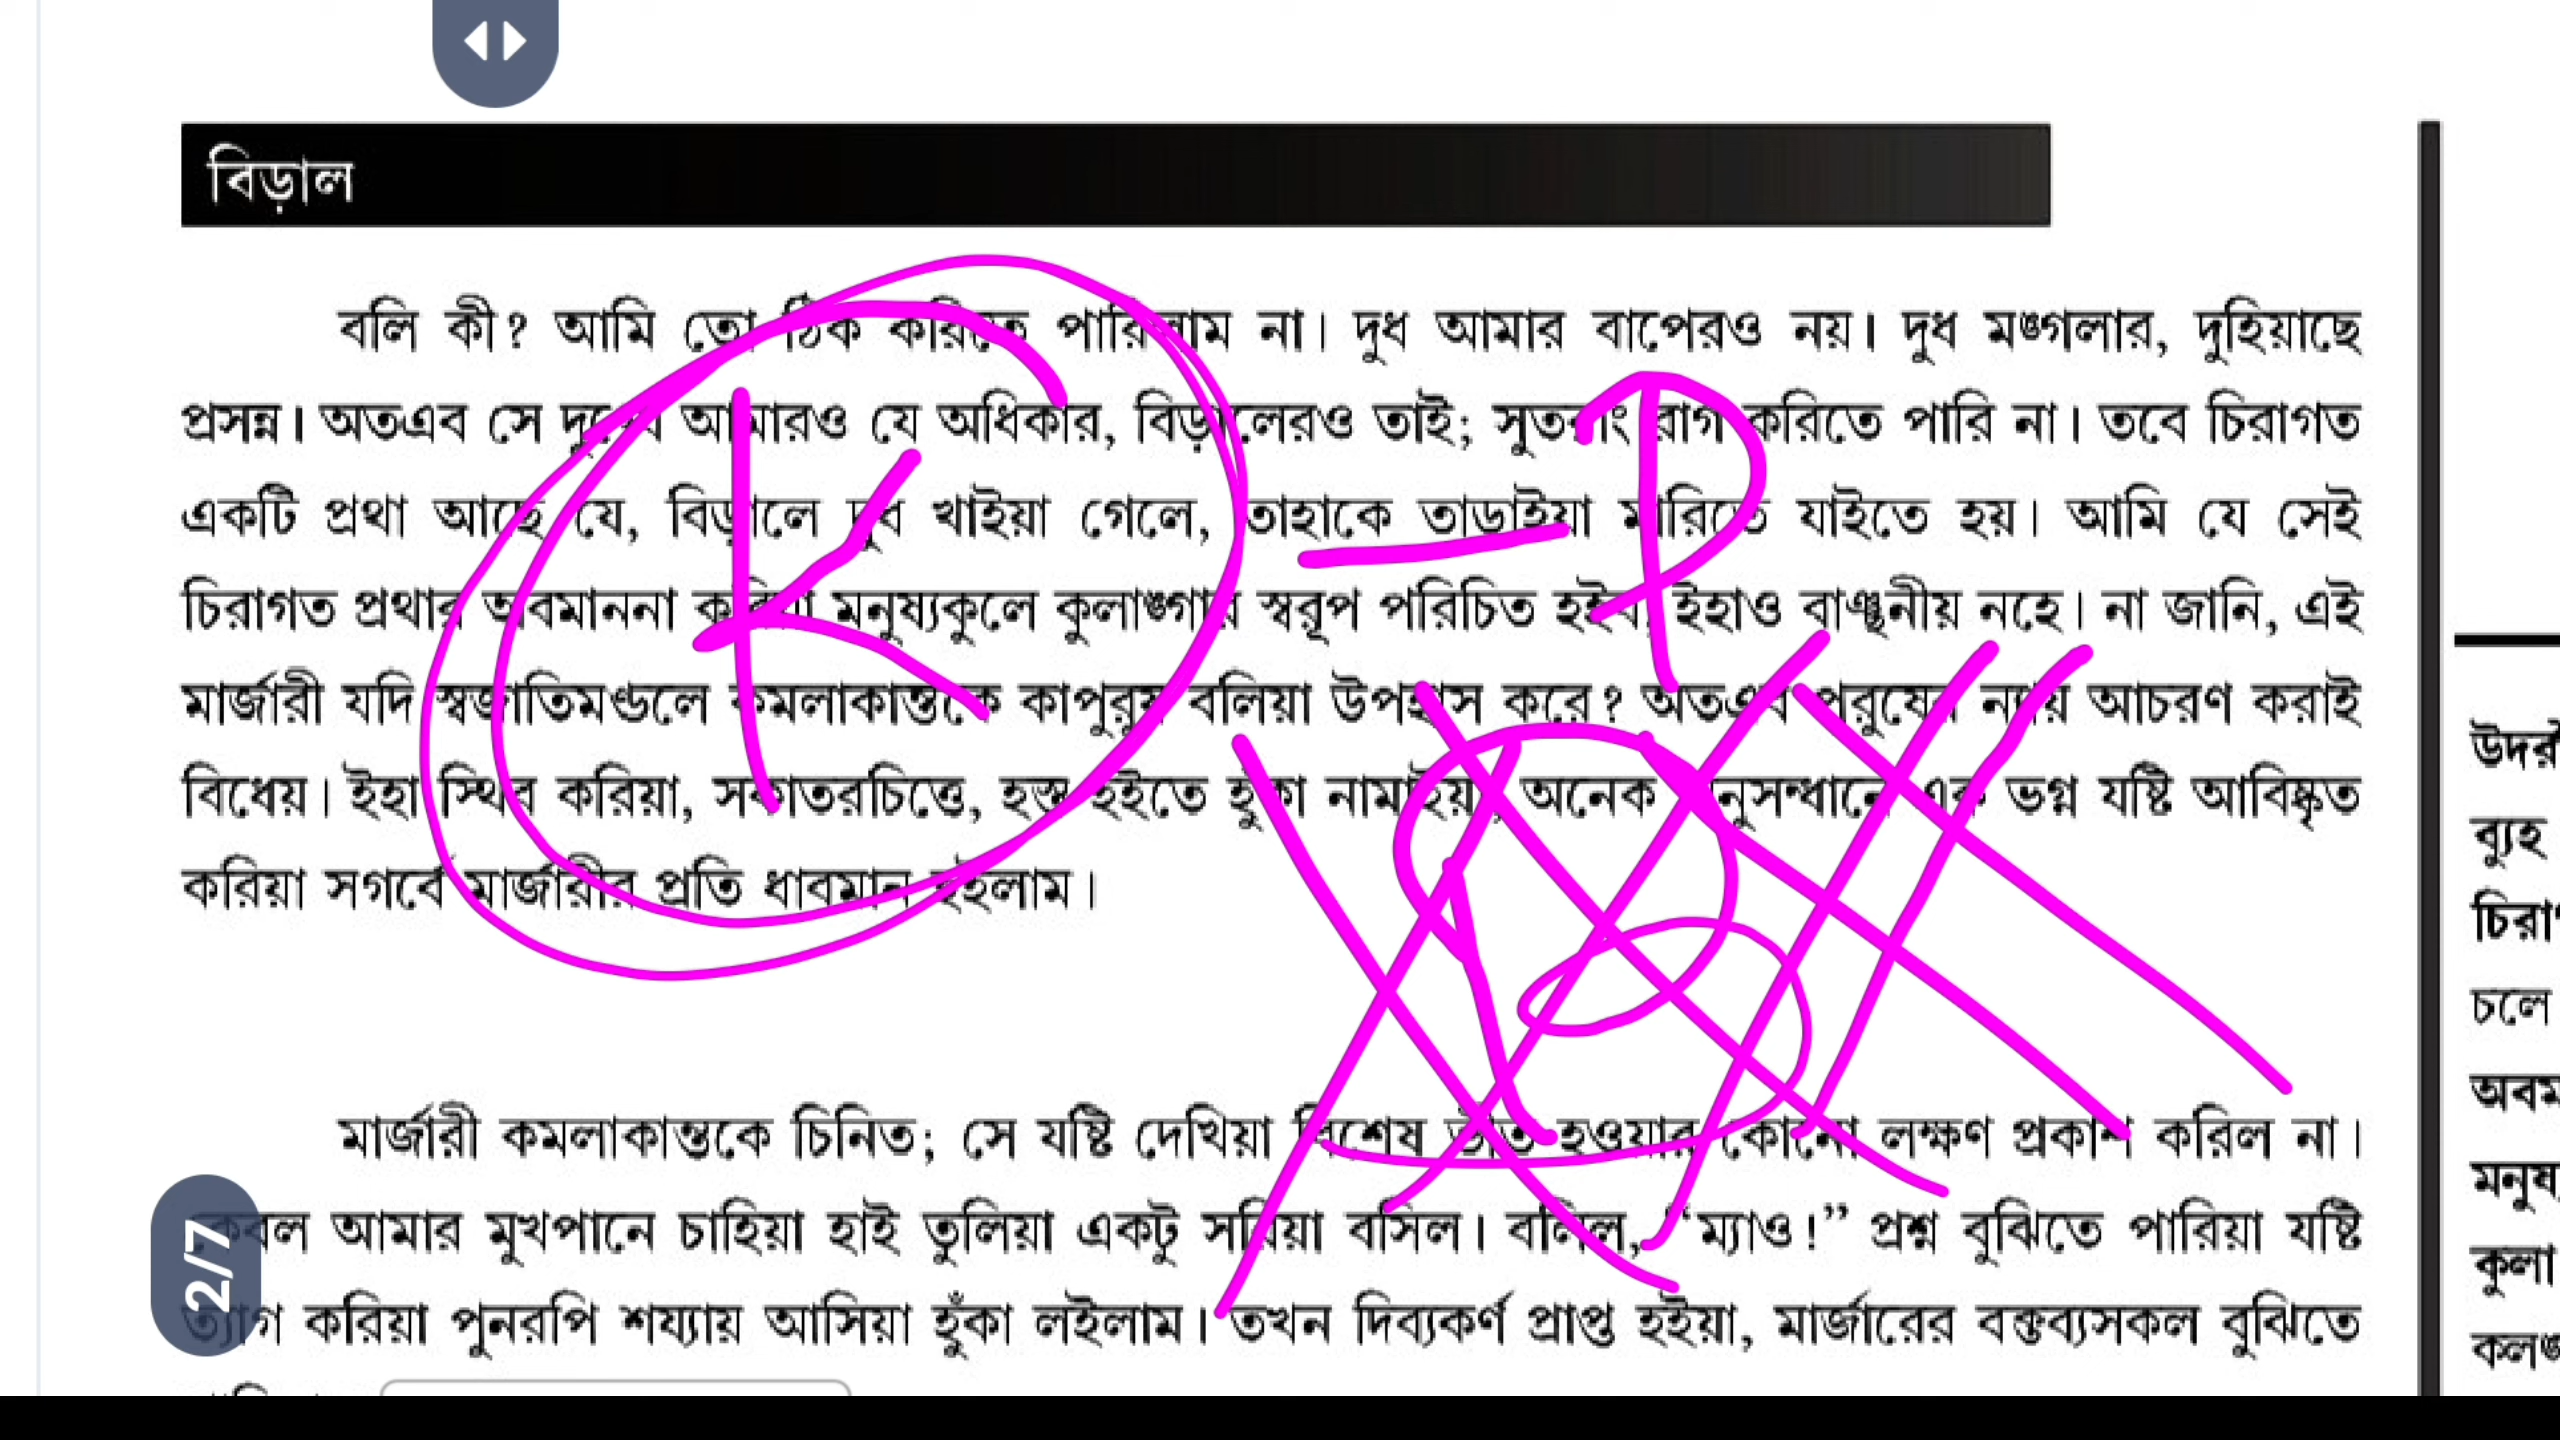 বিড়াল
বলি কী? আমি তো ঠিক করিতে পারিলাম না। দুধ আমার বাপেরও নয়। দুধ মঙ্গলার, দুহিয়াছে
প্রসন্ন। অতএব সে দুগ্ধে আমারও যে অধিকার, বিড়ালেরও তাই; সুতরাং রাগ করিতে পারি না। তবে চিরাগত
একটি প্রথা আছে যে, বিড়ালে দুধ খাইয়া গেলে, তাহাকে তাড়াইয়া মারিতে যাইতে হয়। আমি যে সেই
চিরাগত প্রথার অবমাননা করিয়া মনুষ্যকুলে কুলাঙ্গার স্বরূপ পরিচিত হইব, ইহাও বাঞ্ছনীয় নহে। না জানি, এই
মার্জারী যদি স্বজাতিমণ্ডলে কমলাকান্তকে কাপুরুষ বলিয়া উপহাস করে? অতএব পুরুষের ন্যায় আচরণ করাই
বিধেয়। ইহা স্থির করিয়া, সকাতরচিত্তে, হস্ত হইতে হুঁকা নামাইয়া, অনেক অনুসন্ধানে এক ভগ্ন যষ্টি আবিষ্কৃত
করিয়া সগর্বে মার্জারীর প্রতি ধাবমান হইলাম।
মার্জারী কমলাকান্তকে চিনিত; সে যষ্টি দেখিয়া বিশেষ ভীত হওয়ার কোনো লক্ষণ প্রকাশ করিল না।
কেবল আমার মুখপানে চাহিয়া হাই তুলিয়া একটু সরিয়া বসিল। বলিল, “ম্যাও!” প্রশ্ন বুঝিতে পারিয়া যষ্টি
ত্যাগ করিয়া পুনরপি শয্যায় আসিয়া হুঁকা লইলাম। তখন দিব্যকর্ণ প্রাপ্ত হইয়া, মার্জারের বক্তব্যসকল বুঝিতে
K
P
2/7
ব্যুহ
চলে